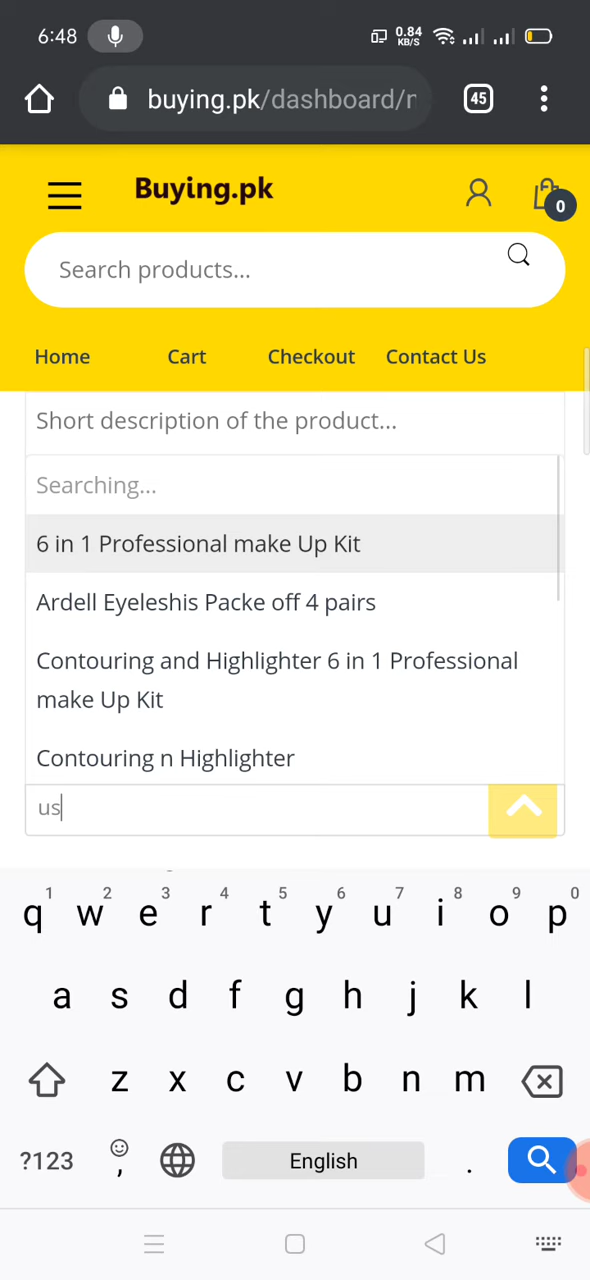 6:48 0.84 KB/S
buying.pk/dashboard/r 45
Buying.pk
0
Search products...
Home Cart Checkout Contact Us
Short description of the product...
Searching...
6 in 1 Professional make Up Kit
Ardell Eyeleshis Packe off 4 pairs
Contouring and Highlighter 6 in 1 Professional
make Up Kit
Contouring n Highlighter
us
1 2 3 4 5 6 7 8 9 0
q w e r t y u i o p
a s d f g h j k l
z x c v b n m
?123 , English .